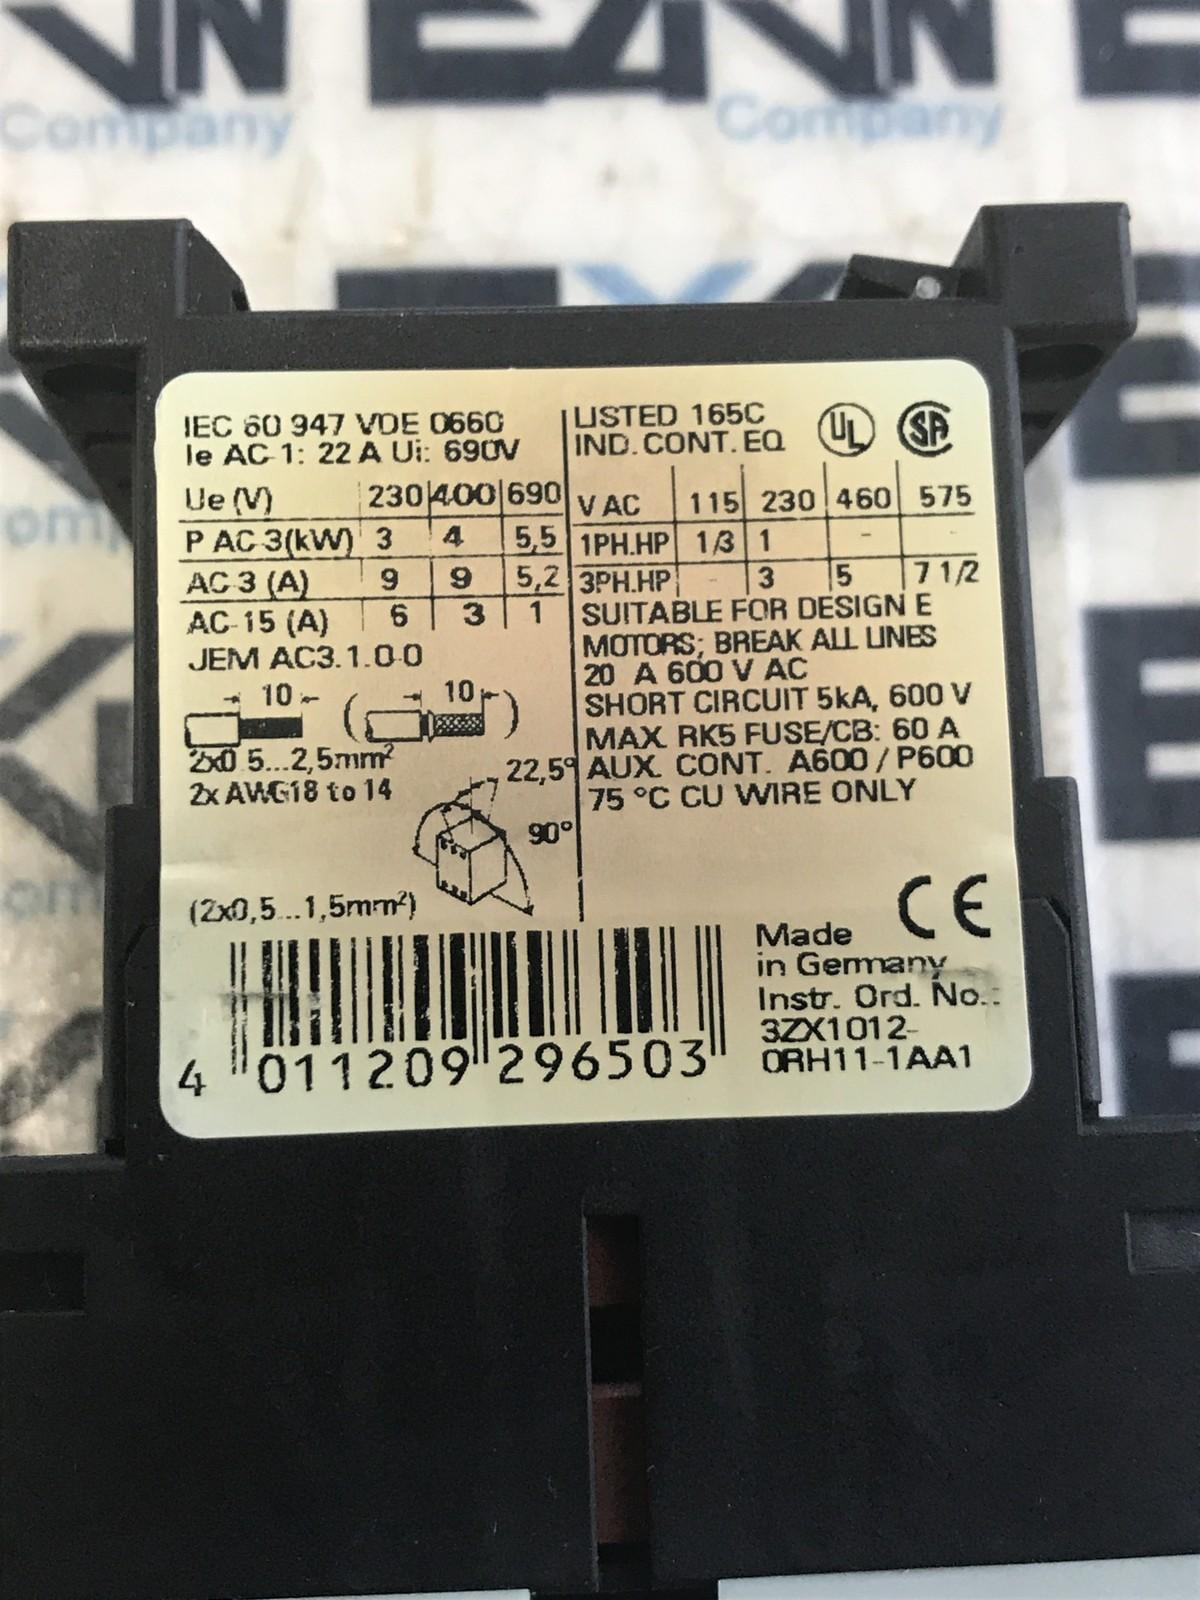 Company
Company
IEC 60 947 VDE 0660
Ie AC-1: 22 A Ui: 690V
Ue (V) 230 400 690
P AC-3(kW) 3 4 5,5
AC-3 (A) 9 9 5,2
AC-15 (A) 6 3 1
JEM AC3.1.0-0
10 ( 10 )
2x0,5...2,5mm²
2x AWG18 to 14
22,5°
90°
(2x0,5...1,5mm²)
LISTED 165C UL SA
IND. CONT. EQ
V AC 115 230 460 575
1PH.HP 1/3 1 - -
3PH.HP - 3 5 7 1/2
SUITABLE FOR DESIGN E
MOTORS; BREAK ALL LINES
20 A 600 V AC
SHORT CIRCUIT 5kA, 600 V
MAX. RK5 FUSE/CB: 60 A
AUX. CONT. A600 / P600
75 °C CU WIRE ONLY
CE
Made
in Germany
Instr. Ord. No.:
3ZX1012-
0RH11-1AA1
4 011209 296503